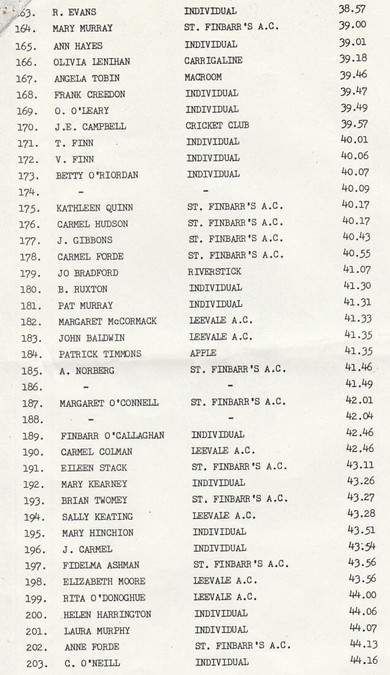 63. R. EVANS INDIVIDUAL 38.57
164. MARY MURRAY ST. FINBARR'S A.C. 39.00
165. ANN HAYES INDIVIDUAL 39.01
166. OLIVIA LENIHAN CARRIGALINE 39.18
167. ANGELA TOBIN MACROOM 39.46
168. FRANK CREEDON INDIVIDUAL 39.47
169. O. O'LEARY INDIVIDUAL 39.49
170. J.E. CAMPBELL CRICKET CLUB 39.57
171. T. FINN INDIVIDUAL 40.01
172. V. FINN INDIVIDUAL 40.06
173. BETTY O'RIORDAN INDIVIDUAL 40.07
174. - - 40.09
175. KATHLEEN QUINN ST. FINBARR'S A.C. 40.17
176. CARMEL HUDSON ST. FINBARR'S A.C. 40.17
177. J. GIBBONS ST. FINBARR'S A.C. 40.43
178. CARMEL FORDE ST. FINBARR'S A.C. 40.55
179. JO BRADFORD RIVERSTICK 41.07
180. B. RUXTON INDIVIDUAL 41.30
181. PAT MURRAY INDIVIDUAL 41.31
182. MARGARET McCORMACK LEEVALE A.C. 41.33
183. JOHN BALDWIN LEEVALE A.C. 41.35
184. PATRICK TIMMONS APPLE 41.35
185. A. NORBERG ST. FINBARR'S A.C. 41.46
186. - - 41.49
187. MARGARET O'CONNELL ST. FINBARR'S A.C. 42.01
188. - - 42.04
189. FINBARR O'CALLAGHAN INDIVIDUAL 42.46
190. CARMEL COLMAN LEEVALE A.C. 42.46
191. EILEEN STACK ST. FINBARR'S A.C. 43.11
192. MARY KEARNEY INDIVIDUAL 43.26
193. BRIAN TWOMEY ST. FINBARR'S A.C. 43.27
194. SALLY KEATING LEEVALE A.C. 43.28
195. MARY HINCHION INDIVIDUAL 43.51
196. J. CARMEL INDIVIDUAL 43.54
197. FIDELMA ASHMAN ST. FINBARR'S A.C. 43.56
198. ELIZABETH MOORE LEEVALE A.C. 43.56
199. RITA O'DONOGHUE LEEVALE A.C. 44.00
200. HELEN HARRINGTON INDIVIDUAL 44.06
201. LAURA MURPHY INDIVIDUAL 44.07
202. ANNE FORDE ST. FINBARR'S A.C. 44.13
203. C. O'NEILL INDIVIDUAL 44.16